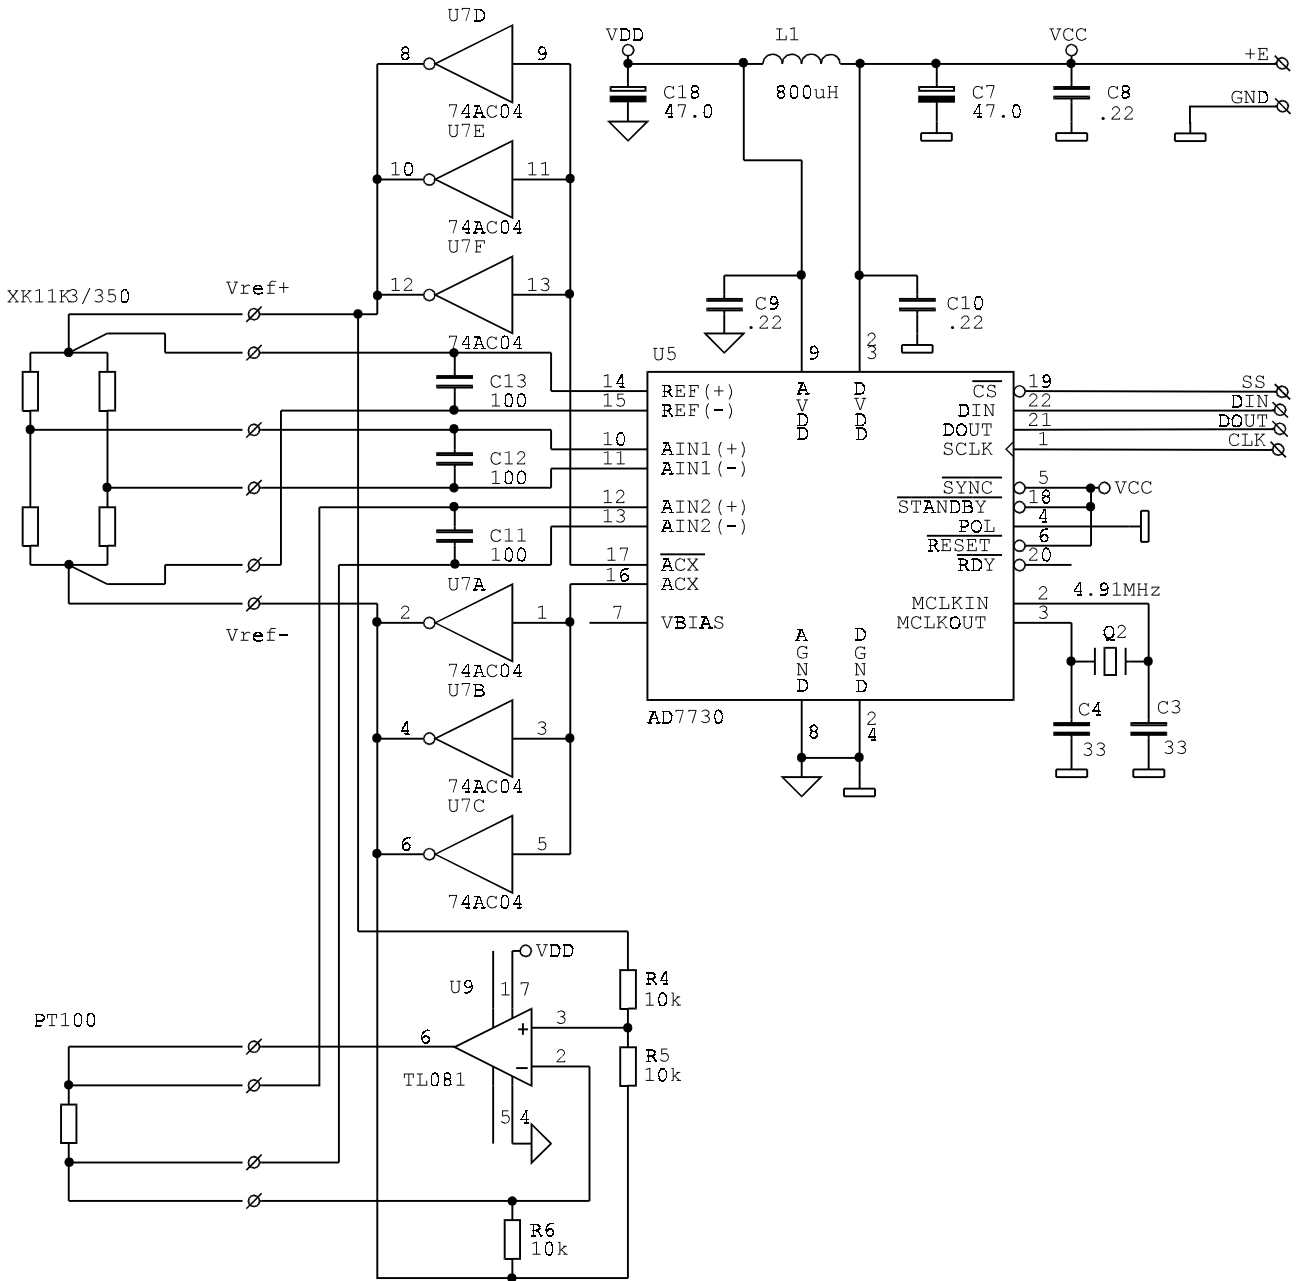 U7D
8
9
74AC04
U7E
10
11
74AC04
U7F
12
13
74AC04
VDD
L1
VCC
+E
C18
47.0
800uH
C7
47.0
C8
.22
GND
XK11K3/350
Vref+
C9
.22
C10
.22
9
2
3
U5
C13
100
14
15
REF(+)
REF(-)
A
V
D
D
D
V
D
D
CS
19
SS
DIN
22
DIN
DOUT
21
DOUT
SCLK
1
CLK
C12
100
10
11
AIN1(+)
AIN1(-)
SYNC
5
VCC
STANDBY
18
POL
4
RESET
6
RDY
20
C11
100
12
13
AIN2(+)
AIN2(-)
17
ACX
16
ACX
7
VBIAS
MCLKIN
2
4.91MHz
MCLKOUT
3
Q2
Vref-
U7A
2
1
74AC04
U7B
4
3
74AC04
U7C
6
5
74AC04
A
G
N
D
D
G
N
D
AD7730
8
2
4
C4
33
C3
33
VDD
U9
1
7
R4
10k
PT100
6
+
3
−
2
R5
10k
TL081
5
4
R6
10k